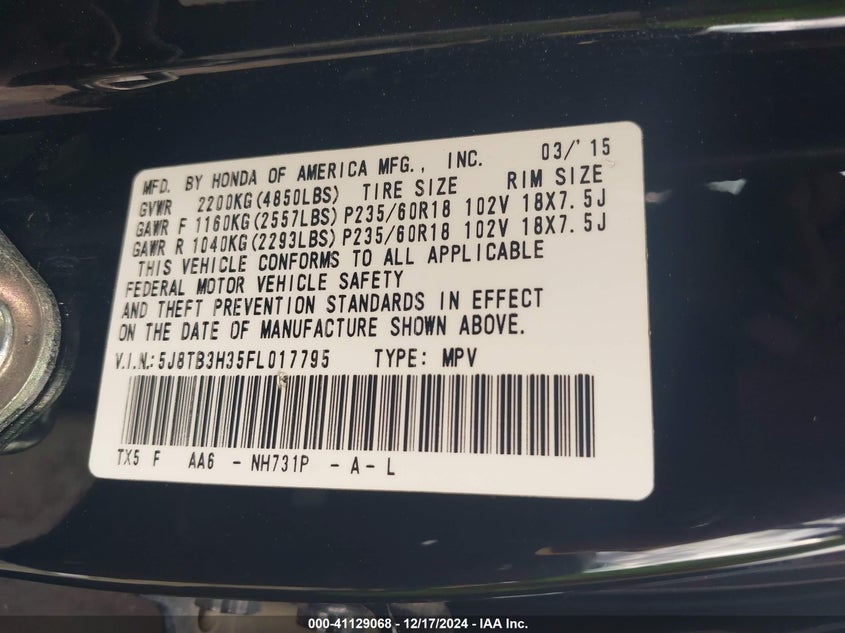 MFD. BY HONDA OF AMERICA MFG., INC. 03/'15
GVWR 2200KG(4850LBS) TIRE SIZE RIM SIZE
GAWR F 1160KG(2557LBS) P235/60R18 102V 18X7.5J
GAWR R 1040KG(2293LBS) P235/60R18 102V 18X7.5J
THIS VEHICLE CONFORMS TO ALL APPLICABLE
FEDERAL MOTOR VEHICLE SAFETY
AND THEFT PREVENTION STANDARDS IN EFFECT
ON THE DATE OF MANUFACTURE SHOWN ABOVE.
V.I.N.:5J8TB3H35FL017795 TYPE: MPV
TX5 F AA6 - NH731P - A - L
000-41129068 - 12/17/2024 - IAA Inc.